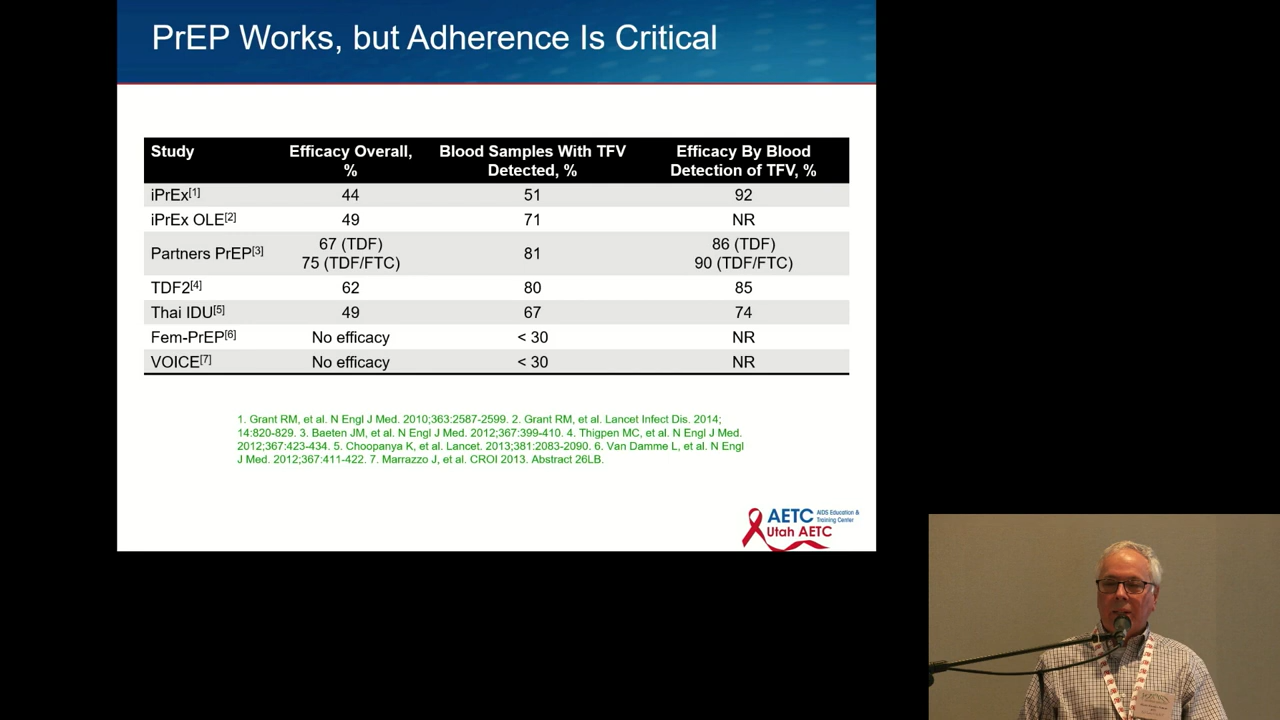 PrEP Works, but Adherence Is Critical
Study Efficacy Overall, % Blood Samples With TFV Detected, % Efficacy By Blood Detection of TFV, %
iPrEx[1] 44 51 92
iPrEx OLE[2] 49 71 NR
Partners PrEP[3] 67 (TDF) 75 (TDF/FTC) 81 86 (TDF) 90 (TDF/FTC)
TDF2[4] 62 80 85
Thai IDU[5] 49 67 74
Fem-PrEP[6] No efficacy < 30 NR
VOICE[7] No efficacy < 30 NR
1. Grant RM, et al. N Engl J Med. 2010;363:2587-2599. 2. Grant RM, et al. Lancet Infect Dis. 2014;
14:820-829. 3. Baeten JM, et al. N Engl J Med. 2012;367:399-410. 4. Thigpen MC, et al. N Engl J Med.
2012;367:423-434. 5. Choopanya K, et al. Lancet. 2013;381:2083-2090. 6. Van Damme L, et al. N Engl
J Med. 2012;367:411-422. 7. Marrazzo J, et al. CROI 2013. Abstract 26LB.
AETC AIDS Education &
Training Center
Utah AETC